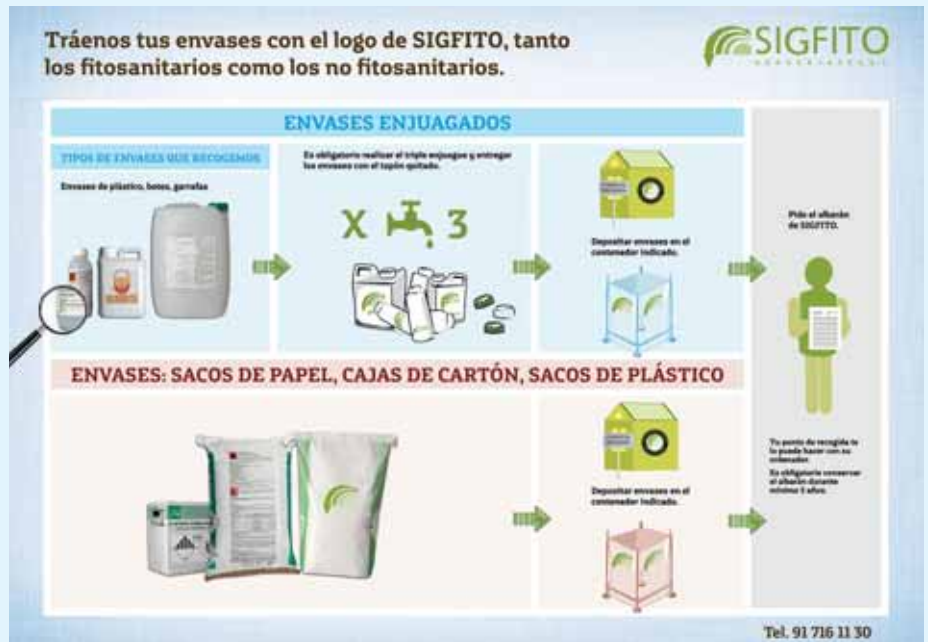 Tráenos tus envases con el logo de SIGFITO, tanto
los fitosanitarios como los no fitosanitarios.
SIGFITO
ENVASES ENJUAGADOS
TIPOS DE ENVASES QUE RECOGEMOS
Envases de plástico, botes, garrafas
Es obligatorio realizar el triple enjuague y entregar
los envases con el tapón quitado.
X 3
Depositar envases en el
contenedor indicado.
ENVASES: SACOS DE PAPEL, CAJAS DE CARTÓN, SACOS DE PLÁSTICO
Depositar envases en el
contenedor indicado.
Pide el albarán
de SIGFITO.
Tu punto de recogida te
lo puede hacer con su
ordenador.
Es obligatorio conservar
el albarán durante
mínimo 3 años.
Tel. 91 716 11 30